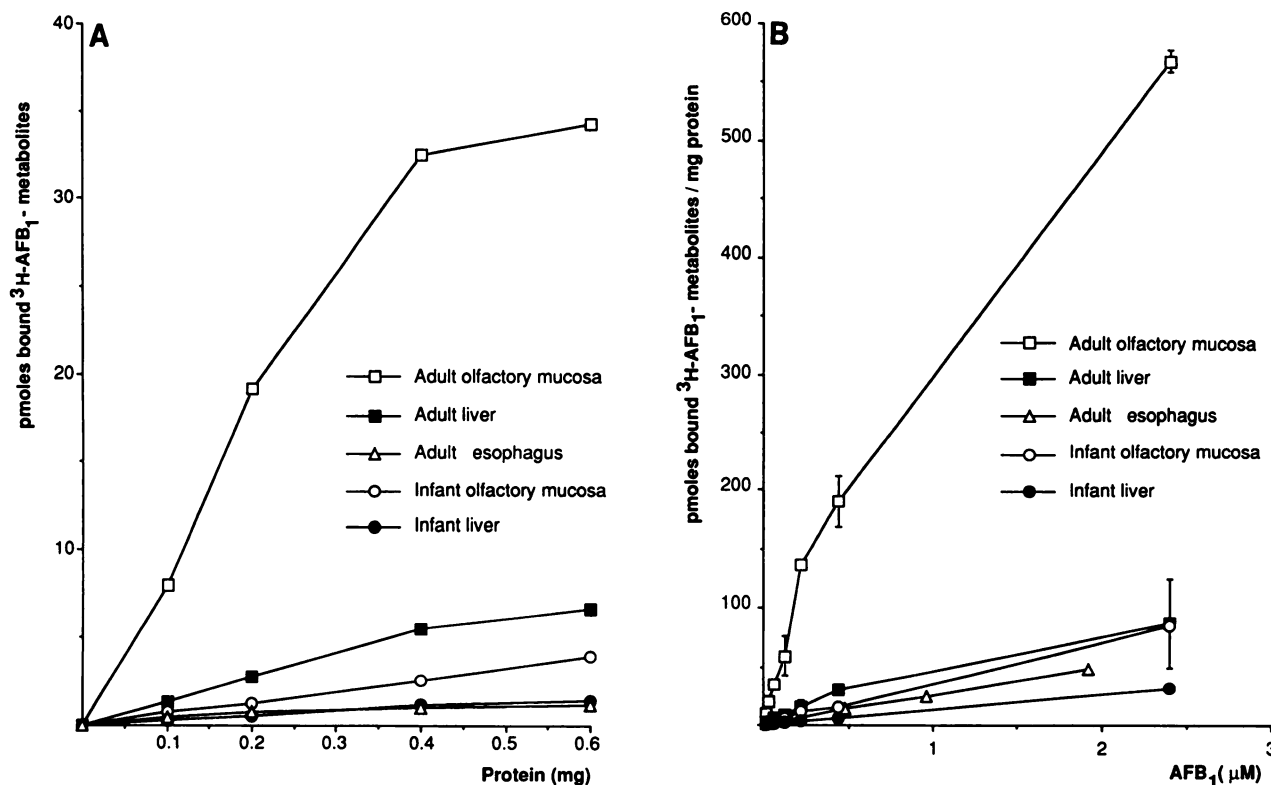 A
pmoles bound ³H-AFB₁- metabolites
40
30
20
10
0
0.1
0.2
0.3
0.4
0.5
0.6
Protein (mg)
Adult olfactory mucosa
Adult liver
Adult esophagus
Infant olfactory mucosa
Infant liver
B
pmoles bound ³H-AFB₁- metabolites / mg protein
600
500
400
300
200
100
0
1
2
3
AFB₁( μM)
Adult olfactory mucosa
Adult liver
Adult esophagus
Infant olfactory mucosa
Infant liver